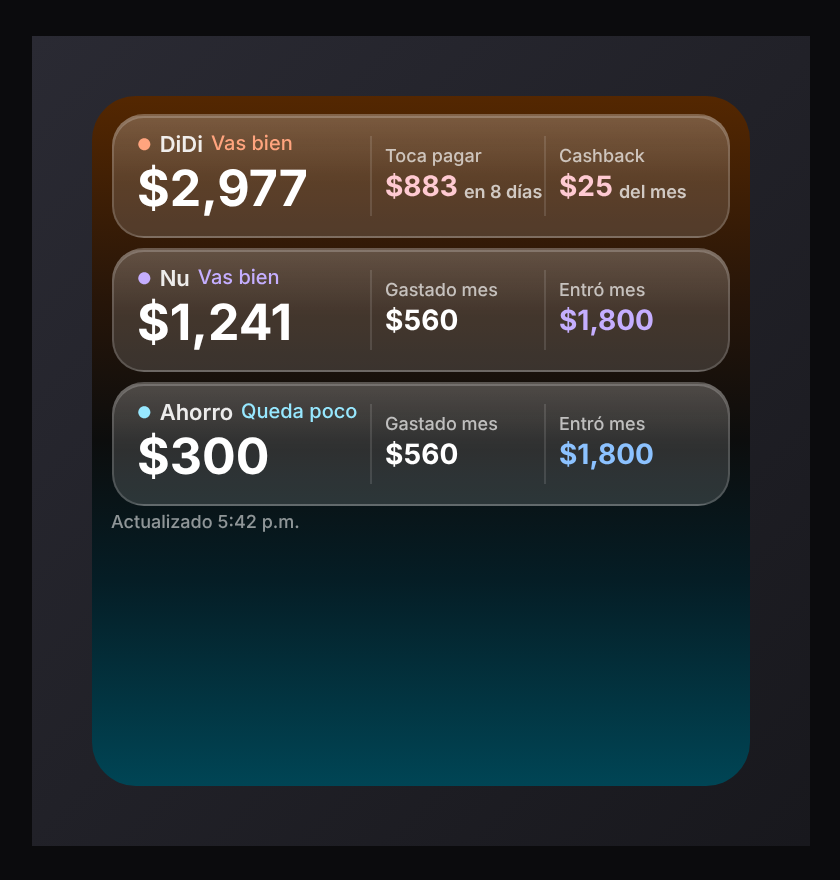 DiDi Vas bien
$2,977
Toca pagar
$883 en 8 días
Cashback
$25 del mes
Nu Vas bien
$1,241
Gastado mes
$560
Entró mes
$1,800
Ahorro Queda poco
$300
Gastado mes
$560
Entró mes
$1,800
Actualizado 5:42 p.m.